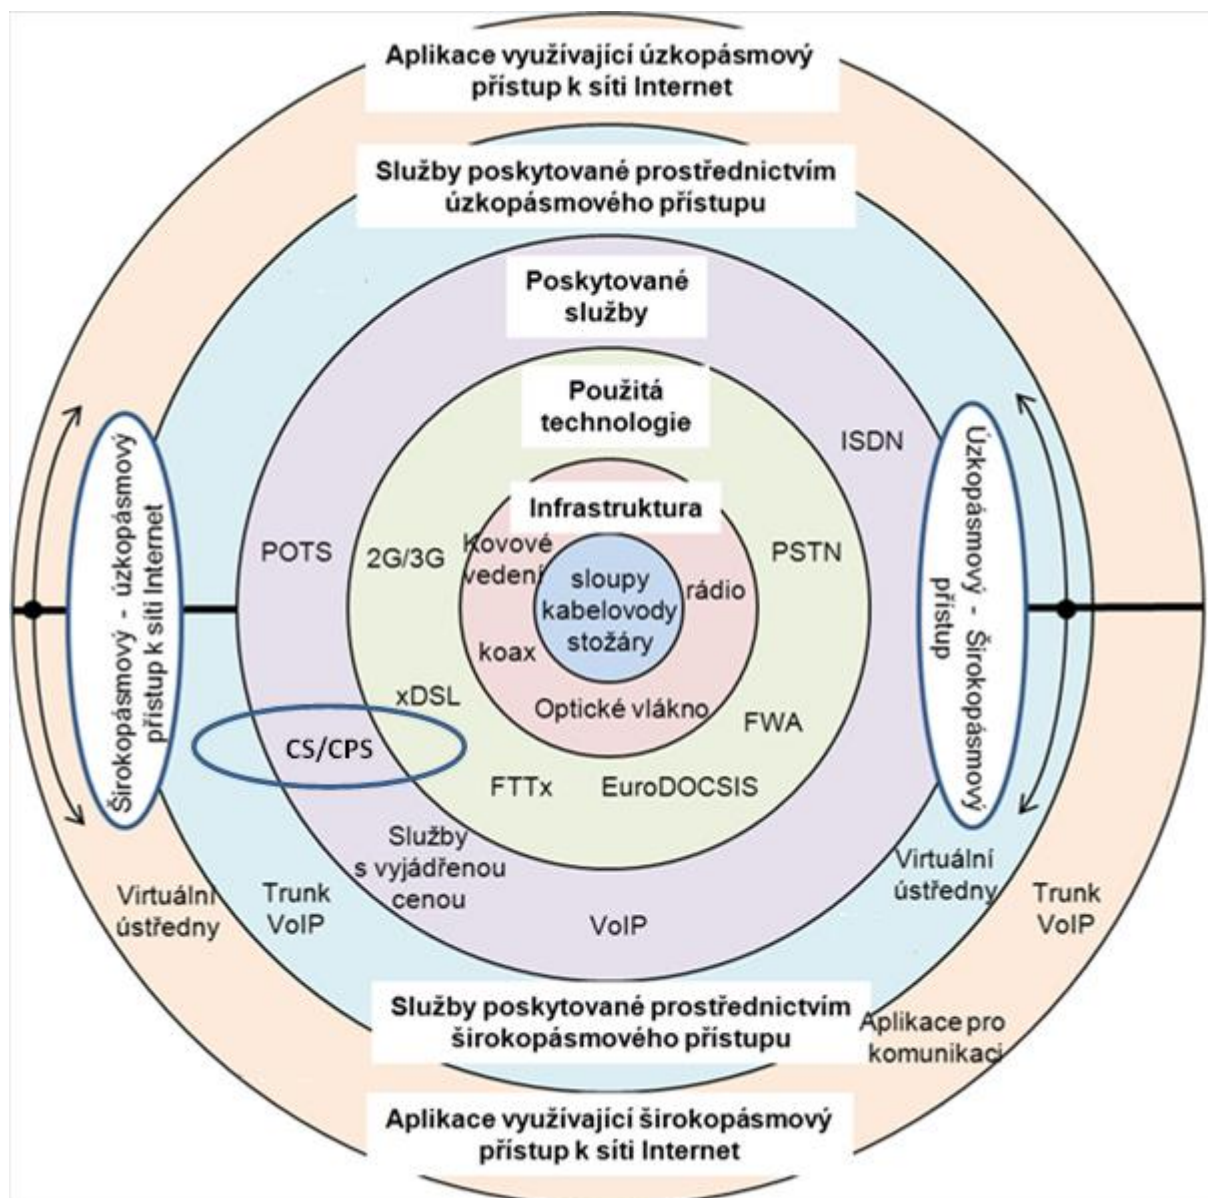 Aplikace využívající úzkopásmový
přístup k síti Internet
Služby poskytované prostřednictvím
úzkopásmového přístupu
Poskytované
služby
Použitá
technologie
Infrastruktura
ISDN
Širokopásmový - úzkopásmový
přístup k síti Internet
Úzkopásmový - Širokopásmový
přístup
POTS
2G/3G
Kovové
vedení
sloupy
kabelovody
stožáry
rádio
PSTN
koax
xDSL
Optické vlákno
FWA
CS/CPS
FTTx
EuroDOCSIS
Služby
s vyjádřenou
cenou
Virtuální
ústředny
Trunk
VoIP
VoIP
Virtuální
ústředny
Trunk
VoIP
Služby poskytované prostřednictvím
širokopásmového přístupu
Aplikace pro
komunikaci
Aplikace využívající širokopásmový
přístup k síti Internet